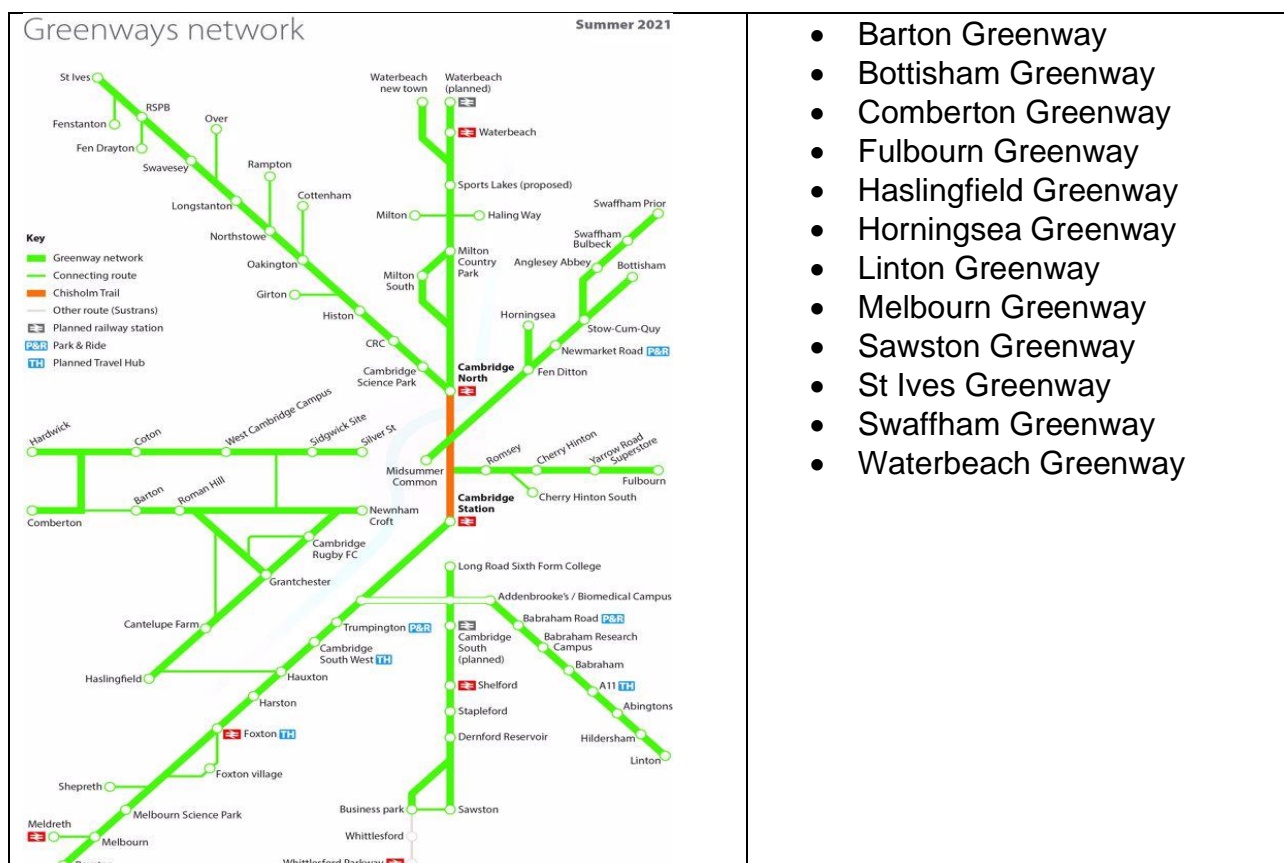 Greenways network
Summer 2021
St Ives
Fenstanton
RSPB
Fen Drayton
Over
Swavesey
Rampton
Longstanton
Cottenham
Northstowe
Oakington
Girton
Histon
CRC
Cambridge
Science Park
Waterbeach
new town
Waterbeach
(planned)
Waterbeach
Sports Lakes (proposed)
Milton
Haling Way
Milton
Country
Park
Milton
South
Swaffham Prior
Swaffham
Bulbeck
Anglesey Abbey
Bottisham
Horningsea
Stow-Cum-Quy
Newmarket Road P&R
Fen Ditton
Cambridge
North
Key
Greenway network
Connecting route
Chisholm Trail
Other route (Sustrans)
Planned railway station
P&R Park & Ride
TH Planned Travel Hub
Hardwick
Coton
West Cambridge Campus
Sidgwick Site
Silver St
Midsummer
Common
Romsey
Cherry Hinton
Yarrow Road
Superstore
Fulbourn
Cherry Hinton South
Cambridge
Station
Comberton
Barton
Roman Hill
Newnham
Croft
Cambridge
Rugby FC
Grantchester
Cantelupe Farm
Haslingfield
Long Road Sixth Form College
Addenbrooke's / Biomedical Campus
Trumpington P&R
Cambridge
South West TH
Hauxton
Harston
Foxton TH
Foxton village
Shepreth
Melbourn Science Park
Meldreth
Melbourn
Cambridge
South
(planned)
Shelford
Stapleford
Dernford Reservoir
Business park
Sawston
Whittlesford
Whittlesford Parkway
Babraham Road P&R
Babraham Research
Campus
Babraham
A11 TH
Abingtons
Hildersham
Linton
• Barton Greenway
• Bottisham Greenway
• Comberton Greenway
• Fulbourn Greenway
• Haslingfield Greenway
• Horningsea Greenway
• Linton Greenway
• Melbourn Greenway
• Sawston Greenway
• St Ives Greenway
• Swaffham Greenway
• Waterbeach Greenway